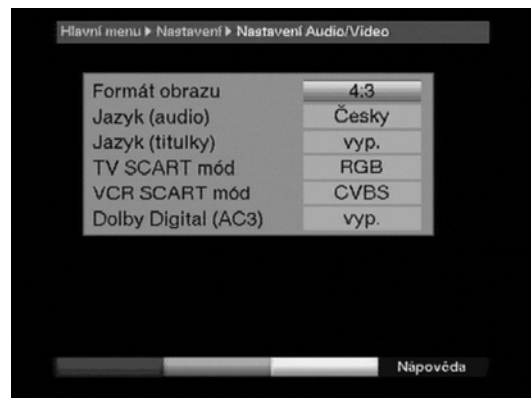 Hlavní menu ▶ Nastavení ▶ Nastavení Audio/Video
Formát obrazu 4:3
Jazyk (audio) Česky
Jazyk (titulky) vyp.
TV SCART mód RGB
VCR SCART mód CVBS
Dolby Digital (AC3) vyp.
Nápověda